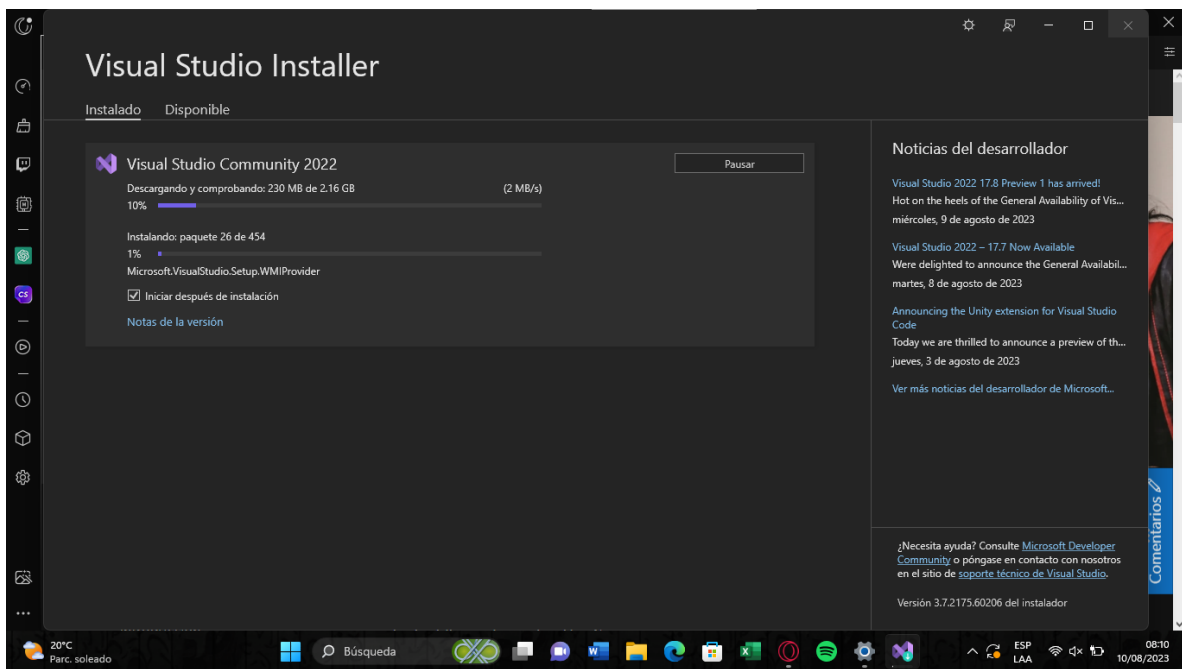 Visual Studio Installer
Instalado Disponible
Visual Studio Community 2022
Pausar
Descargando y comprobando: 230 MB de 2.16 GB (2 MB/s)
10%
Instalando: paquete 26 de 454
1%
Microsoft.VisualStudio.Setup.WMIProvider
Iniciar después de instalación
Notas de la versión
Noticias del desarrollador
Visual Studio 2022 17.8 Preview 1 has arrived!
Hot on the heels of the General Availability of Vis...
miércoles, 9 de agosto de 2023
Visual Studio 2022 – 17.7 Now Available
Were delighted to announce the General Availabil...
martes, 8 de agosto de 2023
Announcing the Unity extension for Visual Studio
Code
Today we are thrilled to announce a preview of th...
jueves, 3 de agosto de 2023
Ver más noticias del desarrollador de Microsoft...
¿Necesita ayuda? Consulte Microsoft Developer
Community o póngase en contacto con nosotros
en el sitio de soporte técnico de Visual Studio.
Versión 3.7.2175.60206 del instalador
Comentarios
CS
20°C
Parc. soleado
Búsqueda
ESP
LAA
08:10
10/08/2023